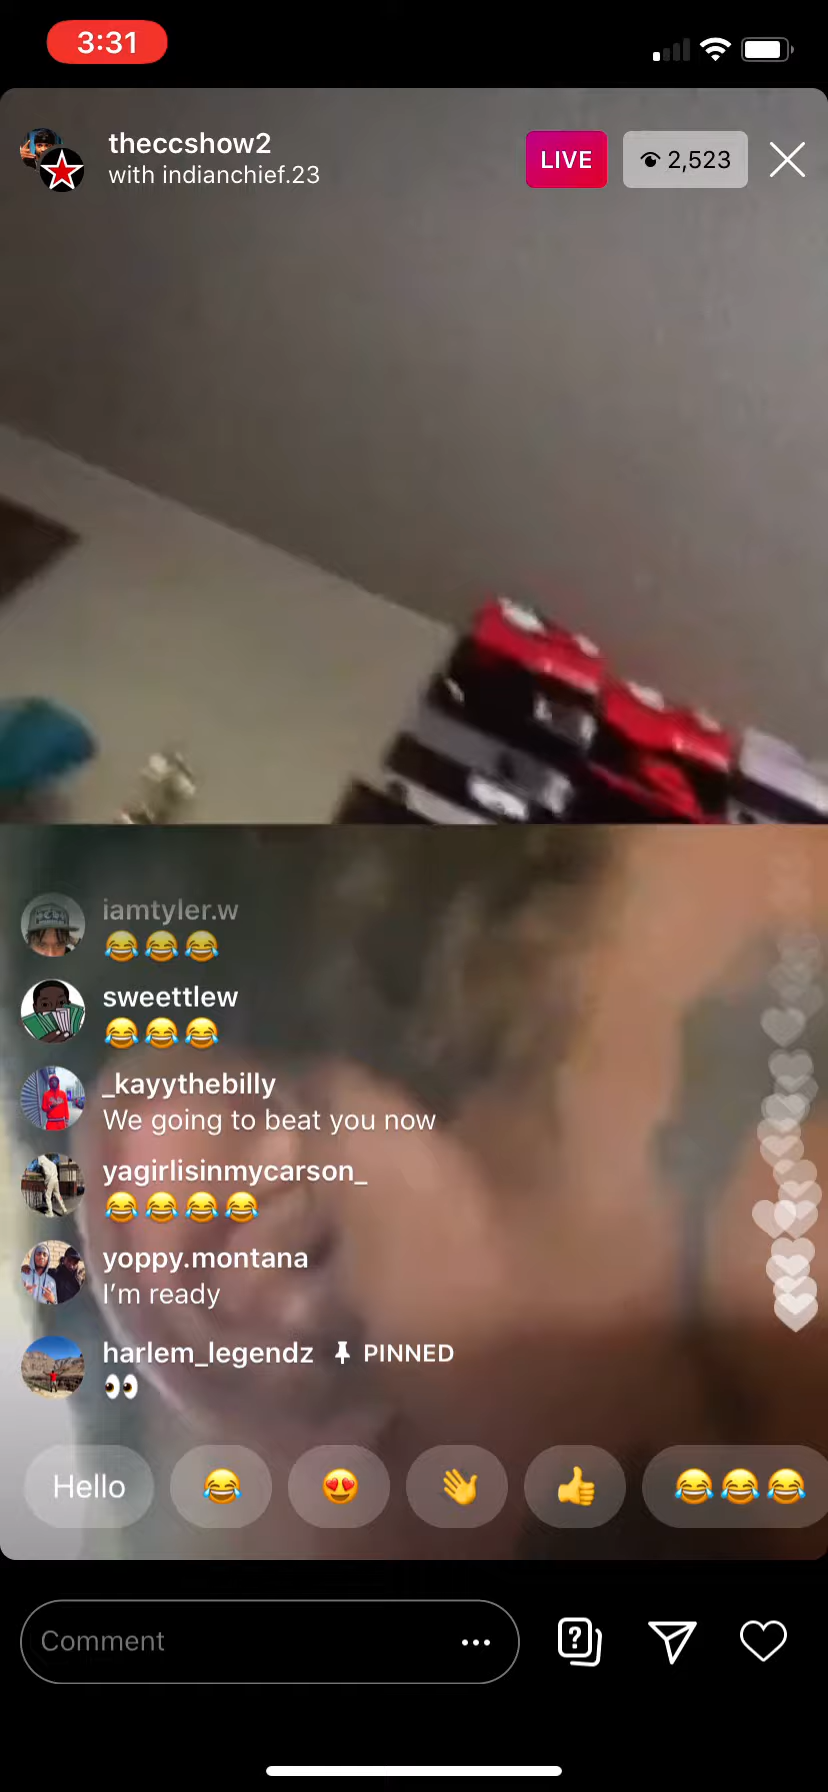 3:31
theccshow2
with indianchief.23
LIVE
2,523
iamtyler.w
😂😂😂
sweettlew
😂😂😂
_kayythebilly
We going to beat you now
yagirlisinmycarson_
😂😂😂😂
yoppy.montana
I'm ready
harlem_legendz PINNED
👀
Hello 😂 😍 👋 👍 😂😂😂
Comment